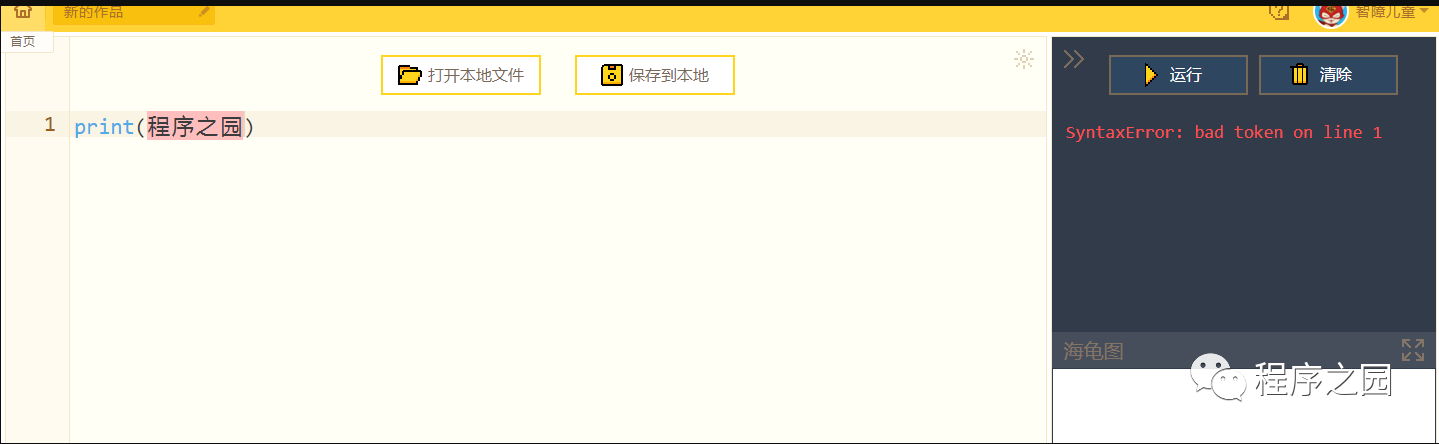 新的作品
智障儿童
首页
打开本地文件
保存到本地
运行
清除
1
print(程序之园)
SyntaxError: bad token on line 1
海龟图
程序之园